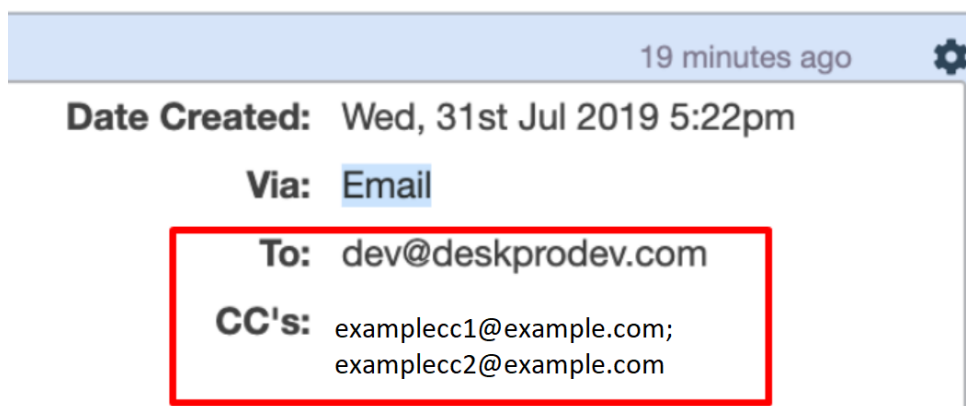 19 minutes ago
Date Created: Wed, 31st Jul 2019 5:22pm
Via: Email
To: dev@deskprodev.com
CC's: examplecc1@example.com;
examplecc2@example.com